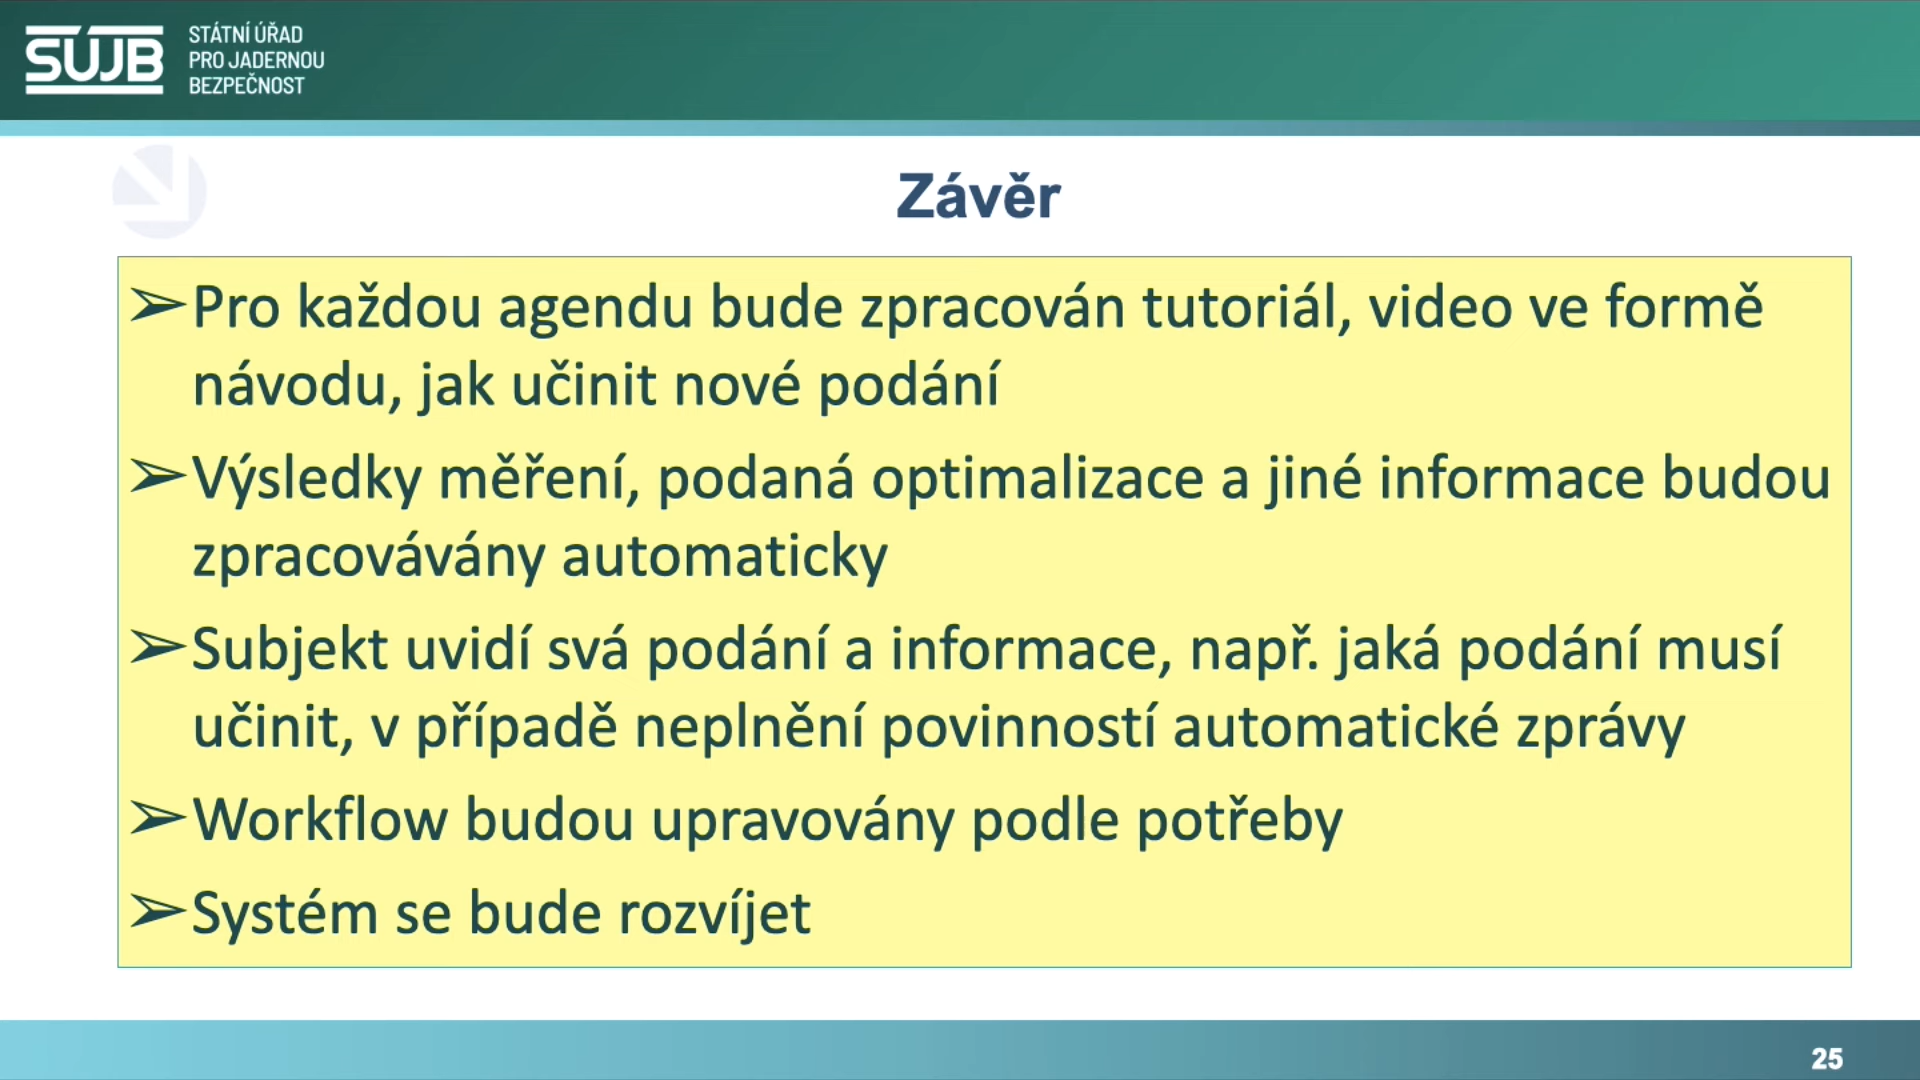 SÚJB
STÁTNÍ ÚŘAD
PRO JADERNOU
BEZPEČNOST
Závěr
➢Pro každou agendu bude zpracován tutoriál, video ve formě
návodu, jak učinit nové podání
➢Výsledky měření, podaná optimalizace a jiné informace budou
zpracovávány automaticky
➢Subjekt uvidí svá podání a informace, např. jaká podání musí
učinit, v případě neplnění povinností automatické zprávy
➢Workflow budou upravovány podle potřeby
➢Systém se bude rozvíjet
25